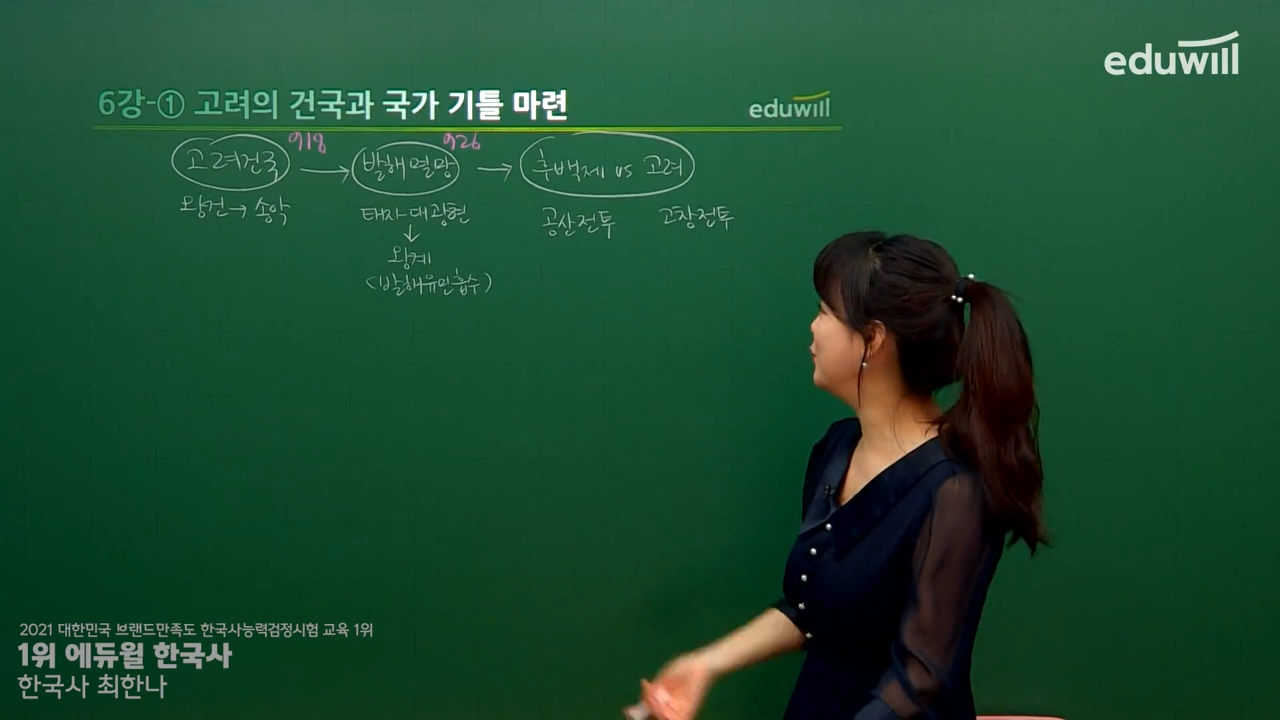 eduwill
6강-① 고려의 건국과 국가 기틀 마련
eduwill
918 926
고려건국 → 발해멸망 → 후백제 vs 고려
왕건→송악 태자 대광현 공산전투 고창전투
↓
왕계
(발해유민흡수)
2021 대한민국 브랜드만족도 한국사능력검정시험 교육 1위
1위 에듀윌 한국사
한국사 최한나